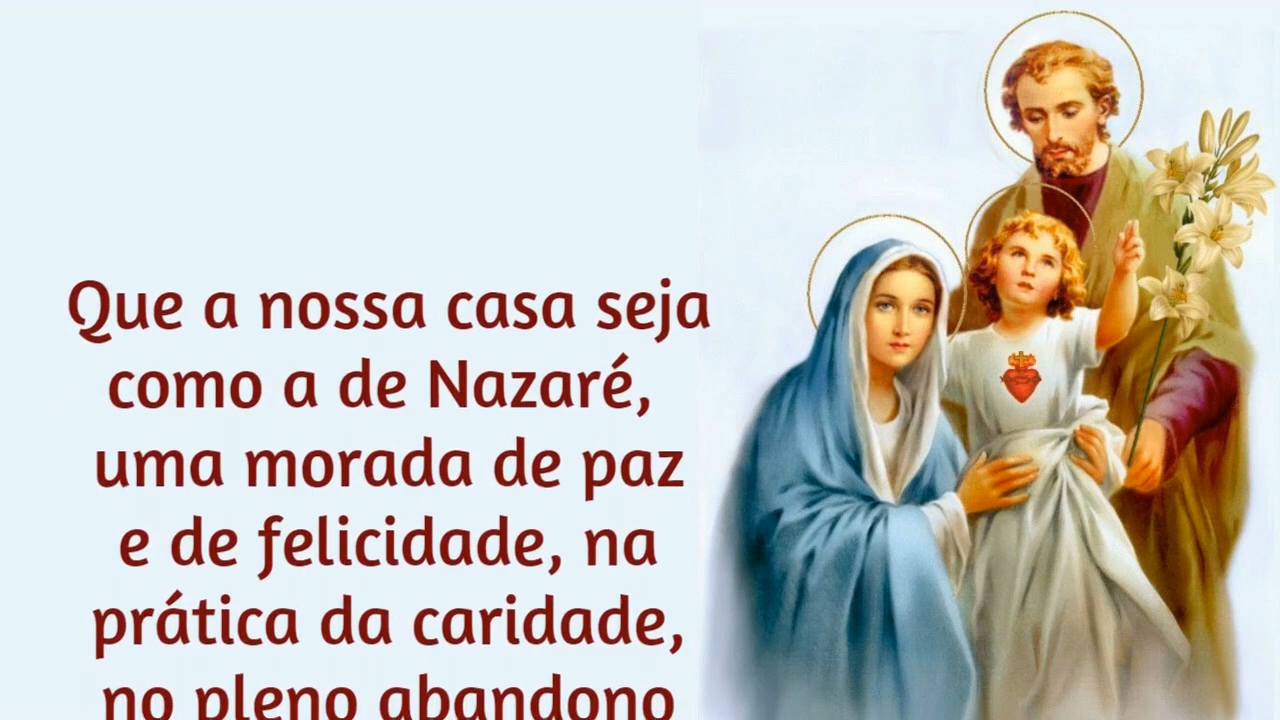 Que a nossa casa seja
como a de Nazaré,
uma morada de paz
e de felicidade, na
prática da caridade,
no pleno abandono